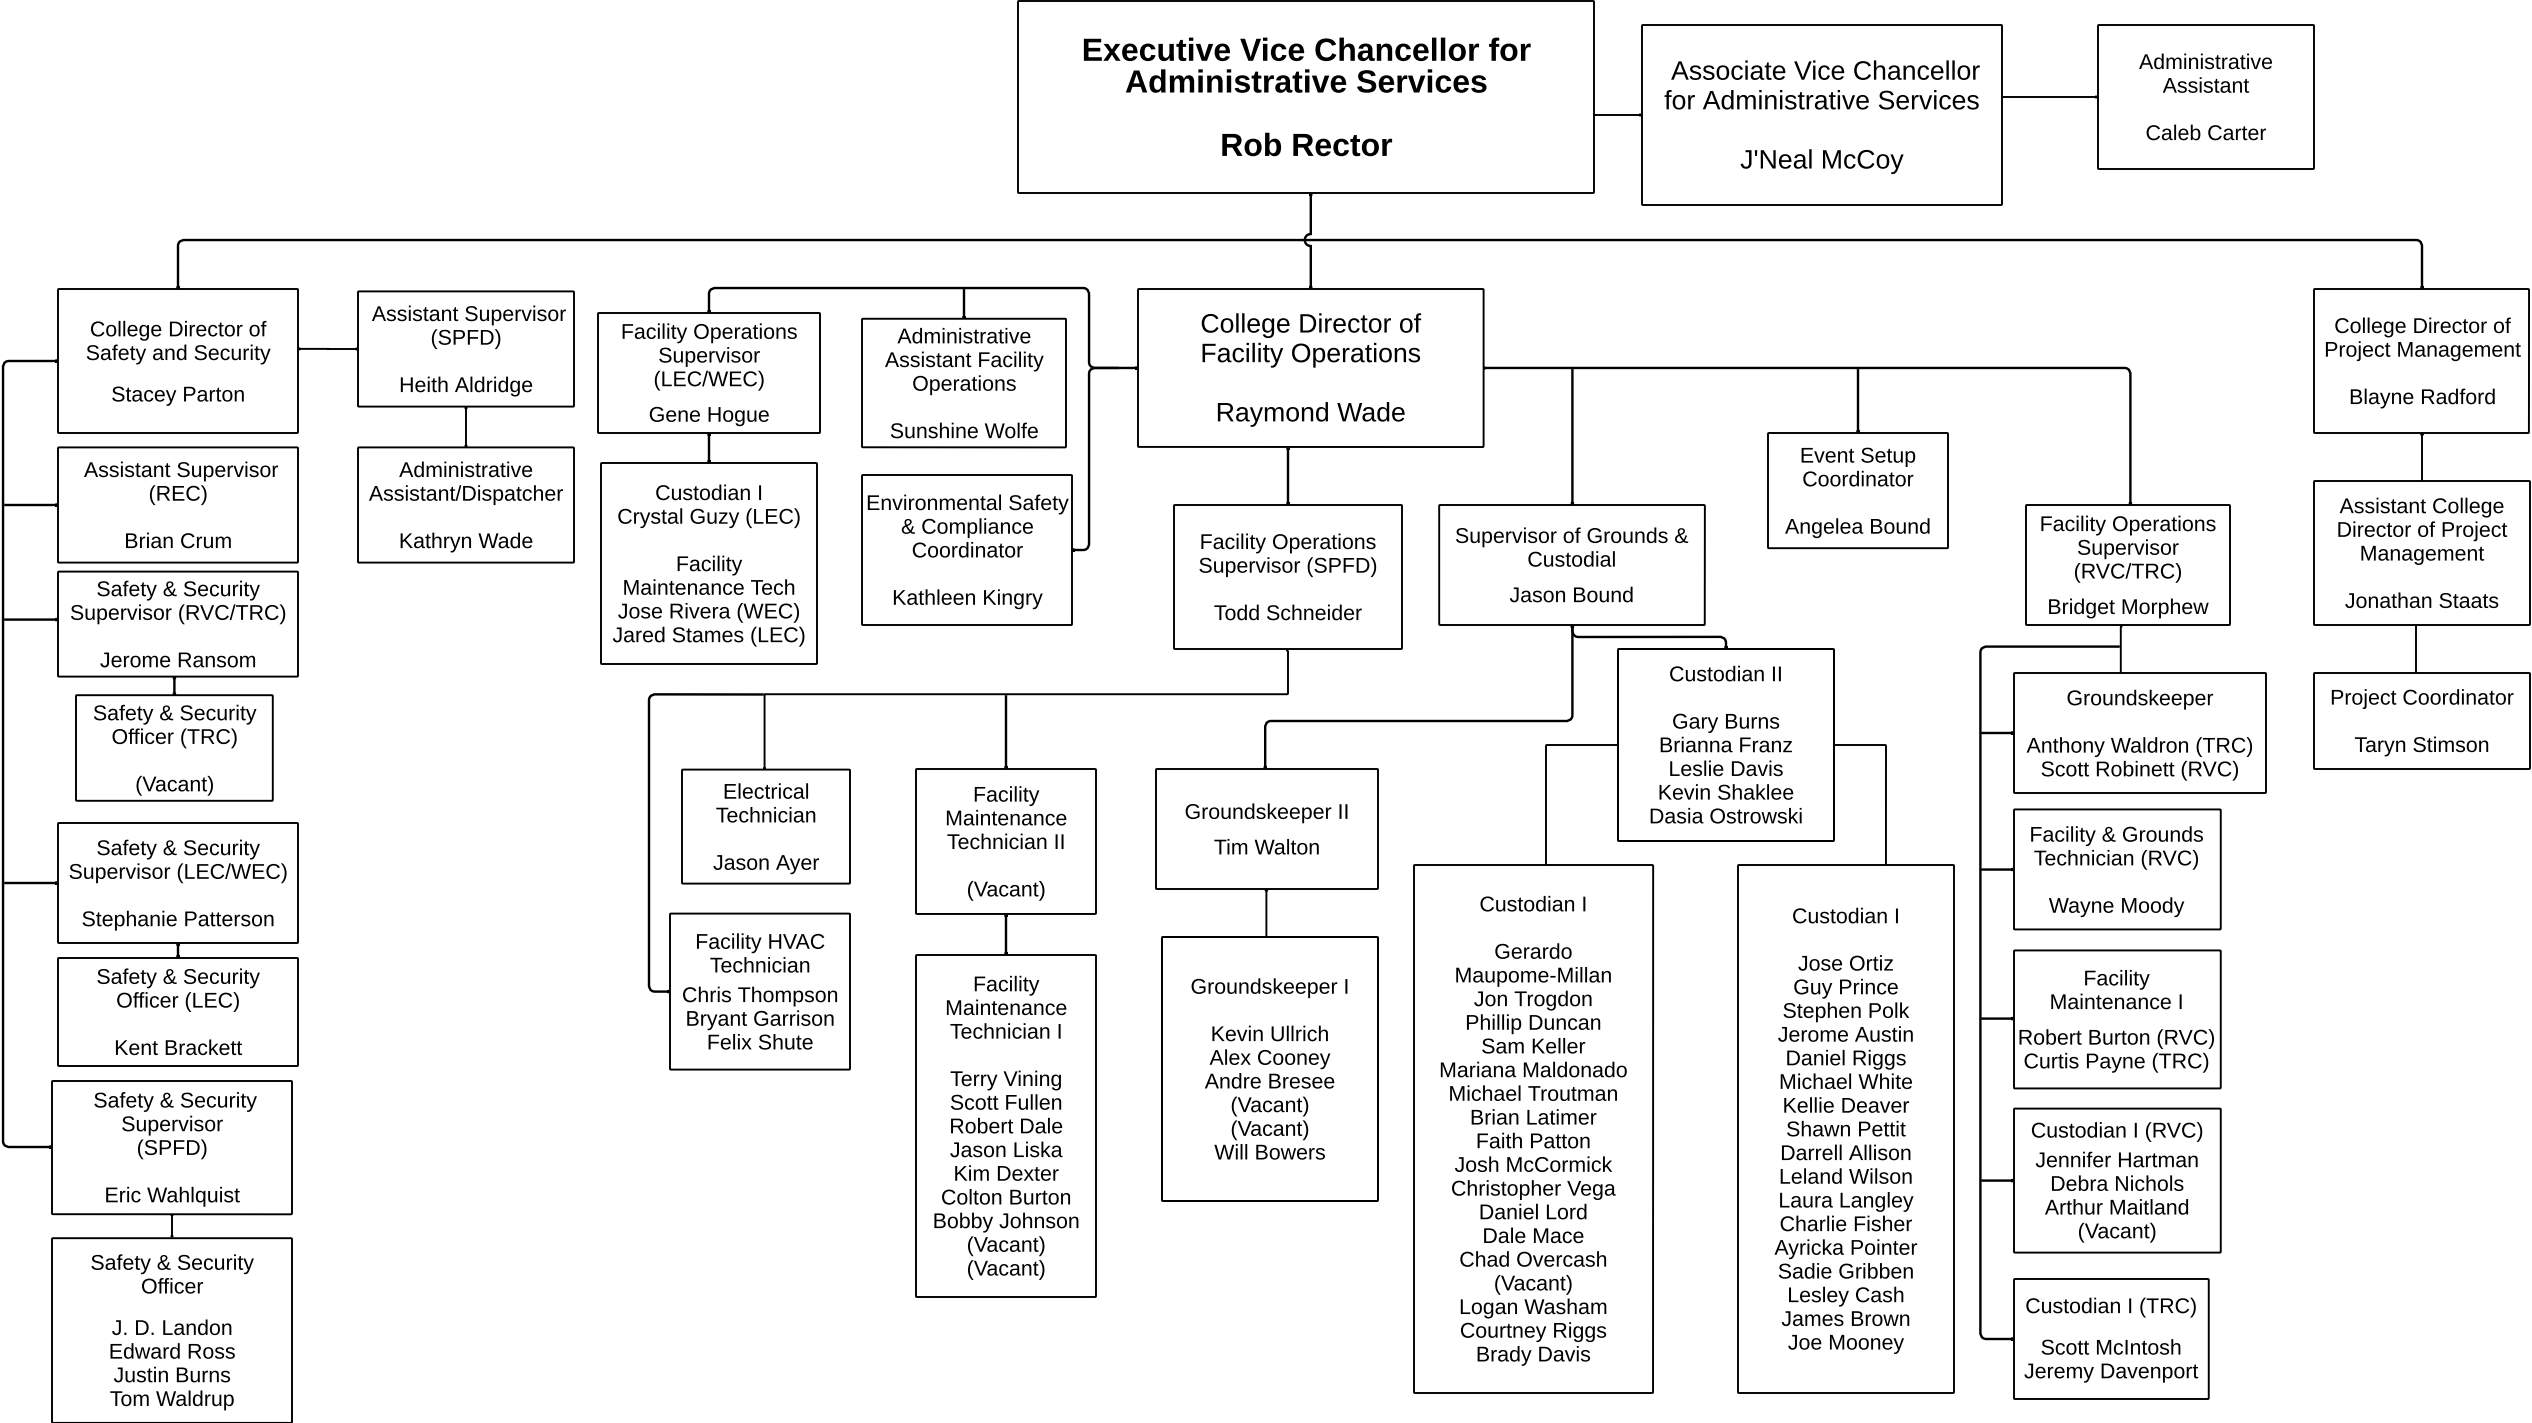 Executive Vice Chancellor for
Administrative Services
Rob Rector
Associate Vice Chancellor
for Administrative Services
J'Neal McCoy
Administrative
Assistant
Caleb Carter
College Director of
Safety and Security
Stacey Parton
Assistant Supervisor
(SPFD)
Heith Aldridge
Administrative
Assistant/Dispatcher
Kathryn Wade
Assistant Supervisor
(REC)
Brian Crum
Safety & Security
Supervisor (RVC/TRC)
Jerome Ransom
Safety & Security
Officer (TRC)
(Vacant)
Safety & Security
Supervisor (LEC/WEC)
Stephanie Patterson
Safety & Security
Officer (LEC)
Kent Brackett
Safety & Security
Supervisor
(SPFD)
Eric Wahlquist
Safety & Security
Officer
J. D. Landon
Edward Ross
Justin Burns
Tom Waldrup
Facility Operations
Supervisor
(LEC/WEC)
Gene Hogue
Custodian I
Crystal Guzy (LEC)
Facility
Maintenance Tech
Jose Rivera (WEC)
Jared Stames (LEC)
Administrative
Assistant Facility
Operations
Sunshine Wolfe
Environmental Safety
& Compliance
Coordinator
Kathleen Kingry
College Director of
Facility Operations
Raymond Wade
Facility Operations
Supervisor (SPFD)
Todd Schneider
Electrical
Technician
Jason Ayer
Facility HVAC
Technician
Chris Thompson
Bryant Garrison
Felix Shute
Facility
Maintenance
Technician II
(Vacant)
Facility
Maintenance
Technician I
Terry Vining
Scott Fullen
Robert Dale
Jason Liska
Kim Dexter
Colton Burton
Bobby Johnson
(Vacant)
(Vacant)
Supervisor of Grounds &
Custodial
Jason Bound
Groundskeeper II
Tim Walton
Groundskeeper I
Kevin Ullrich
Alex Cooney
Andre Bresee
(Vacant)
(Vacant)
Will Bowers
Custodian II
Gary Burns
Brianna Franz
Leslie Davis
Kevin Shaklee
Dasia Ostrowski
Custodian I
Gerardo
Maupome-Millan
Jon Trogdon
Phillip Duncan
Sam Keller
Mariana Maldonado
Michael Troutman
Brian Latimer
Faith Patton
Josh McCormick
Christopher Vega
Daniel Lord
Dale Mace
Chad Overcash
(Vacant)
Logan Washam
Courtney Riggs
Brady Davis
Custodian I
Jose Ortiz
Guy Prince
Stephen Polk
Jerome Austin
Daniel Riggs
Michael White
Kellie Deaver
Shawn Pettit
Darrell Allison
Leland Wilson
Laura Langley
Charlie Fisher
Ayricka Pointer
Sadie Gribben
Lesley Cash
James Brown
Joe Mooney
Event Setup
Coordinator
Angelea Bound
Facility Operations
Supervisor
(RVC/TRC)
Bridget Morphew
Groundskeeper
Anthony Waldron (TRC)
Scott Robinett (RVC)
Facility & Grounds
Technician (RVC)
Wayne Moody
Facility
Maintenance I
Robert Burton (RVC)
Curtis Payne (TRC)
Custodian I (RVC)
Jennifer Hartman
Debra Nichols
Arthur Maitland
(Vacant)
Custodian I (TRC)
Scott McIntosh
Jeremy Davenport
College Director of
Project Management
Blayne Radford
Assistant College
Director of Project
Management
Jonathan Staats
Project Coordinator
Taryn Stimson